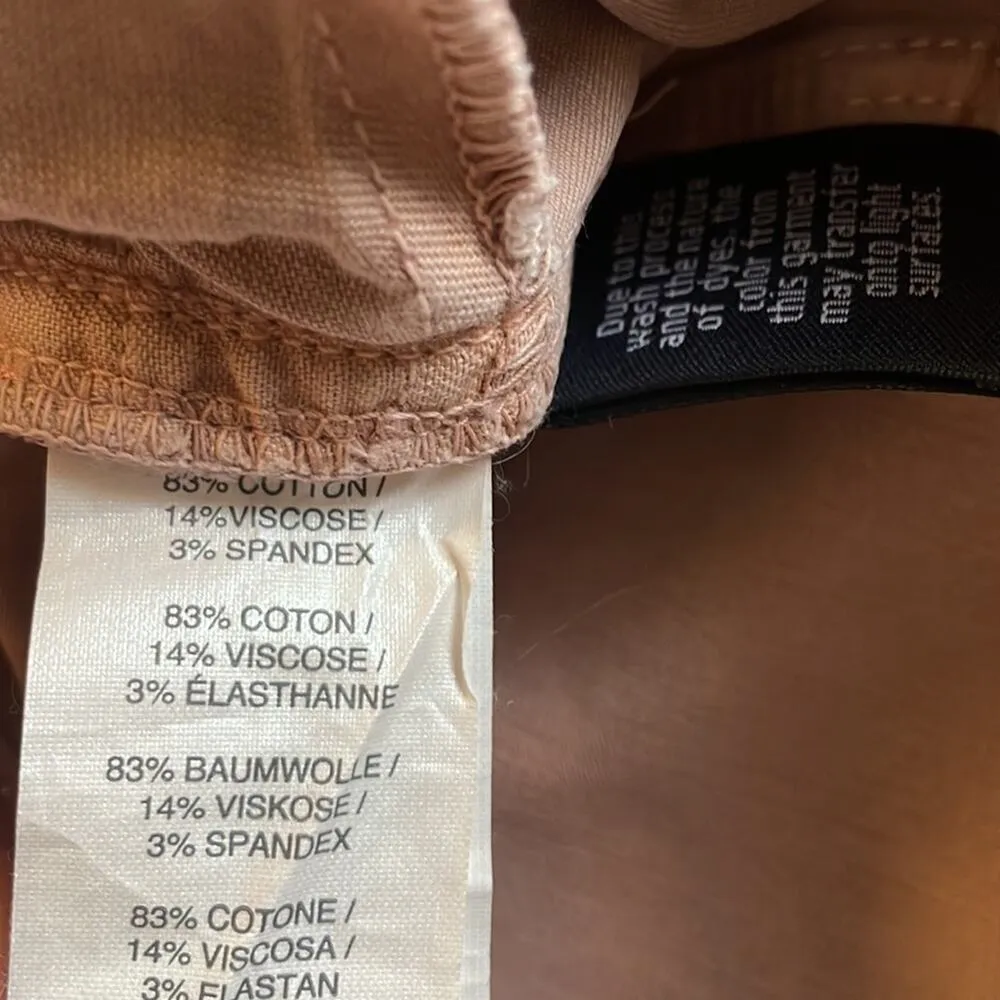 83% COTTON /
14%VISCOSE /
3% SPANDEX
83% COTON /
14% VISCOSE /
3% ÉLASTHANNE
83% BAUMWOLLE /
14% VISKOSE /
3% SPANDEX
83% COTONE /
14% VISCOSA /
3% ELASTAN
Due to the
wash process
and the nature
of dyes, the
color from
this garment
may transfer
onto light
surfaces.